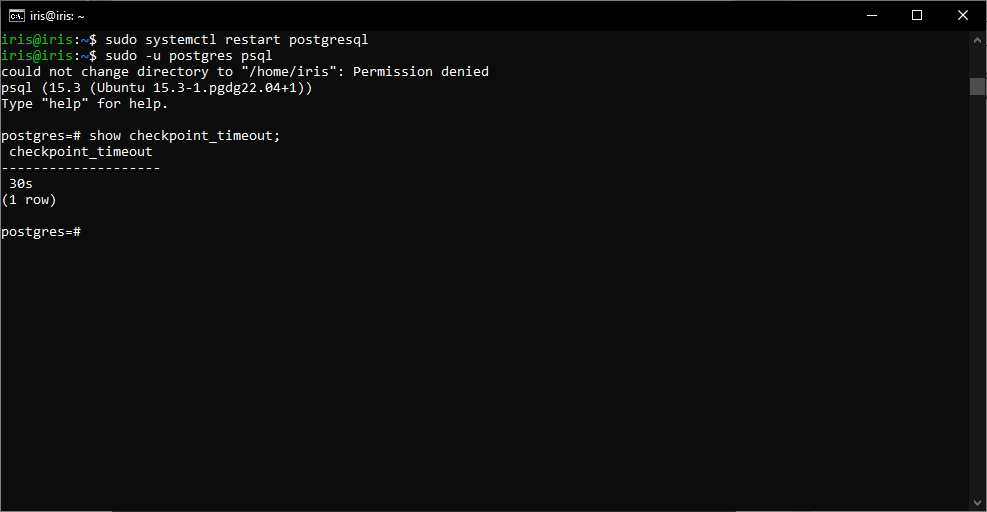 iris@iris: ~
iris@iris:~$ sudo systemctl restart postgresql
iris@iris:~$ sudo -u postgres psql
could not change directory to "/home/iris": Permission denied
psql (15.3 (Ubuntu 15.3-1.pgdg22.04+1))
Type "help" for help.
postgres=# show checkpoint_timeout;
 checkpoint_timeout
--------------------
 30s
(1 row)
postgres=#